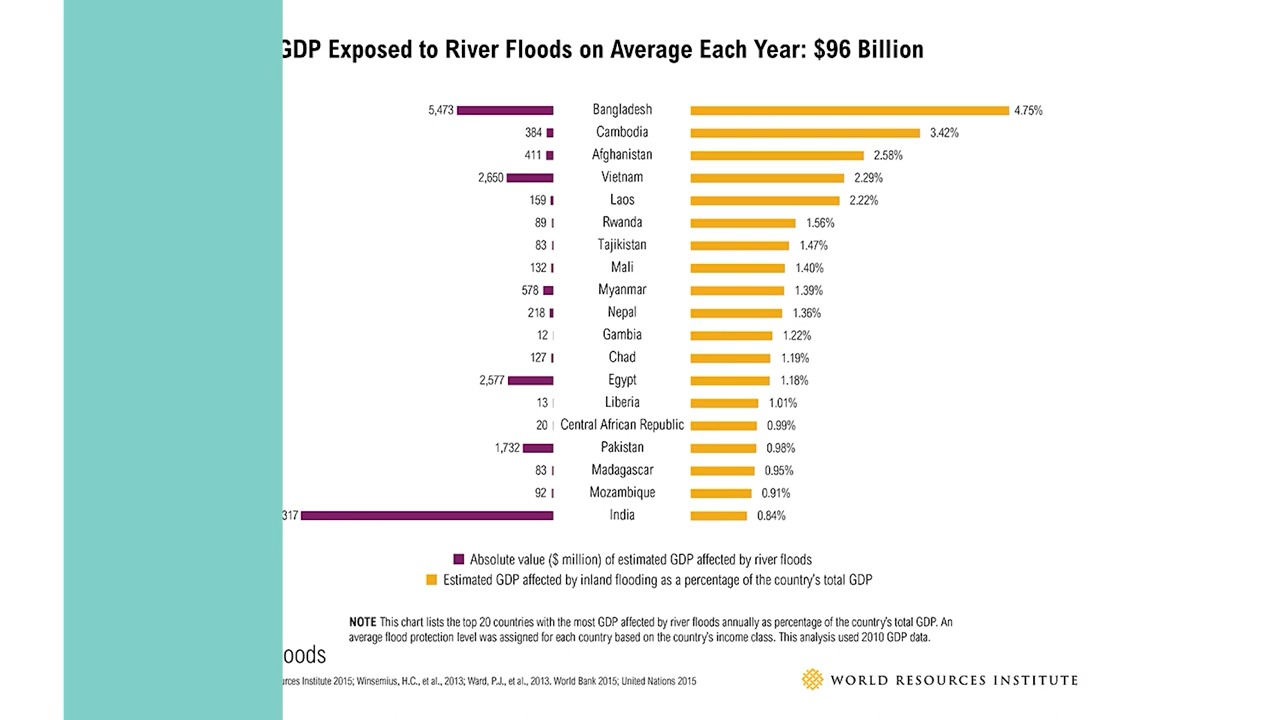 GDP Exposed to River Floods on Average Each Year: $96 Billion
5,473 Bangladesh 4.75%
384 Cambodia 3.42%
411 Afghanistan 2.58%
2,650 Vietnam 2.29%
159 Laos 2.22%
89 Rwanda 1.56%
83 Tajikistan 1.47%
132 Mali 1.40%
578 Myanmar 1.39%
218 Nepal 1.36%
12 Gambia 1.22%
127 Chad 1.19%
2,577 Egypt 1.18%
13 Liberia 1.01%
20 Central African Republic 0.99%
1,732 Pakistan 0.98%
83 Madagascar 0.95%
92 Mozambique 0.91%
317 India 0.84%
Absolute value ($ million) of estimated GDP affected by river floods
Estimated GDP affected by inland flooding as a percentage of the country's total GDP
NOTE This chart lists the top 20 countries with the most GDP affected by river floods annually as percentage of the country's total GDP. An
average flood protection level was assigned for each country based on the country's income class. This analysis used 2010 GDP data.
oods
urces Institute 2015; Winsemius, H.C., et al., 2013; Ward, P.J., et al., 2013. World Bank 2015; United Nations 2015
WORLD RESOURCES INSTITUTE